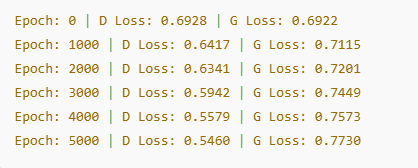 Epoch: 0 | D Loss: 0.6928 | G Loss: 0.6922
Epoch: 1000 | D Loss: 0.6417 | G Loss: 0.7115
Epoch: 2000 | D Loss: 0.6341 | G Loss: 0.7201
Epoch: 3000 | D Loss: 0.5942 | G Loss: 0.7449
Epoch: 4000 | D Loss: 0.5579 | G Loss: 0.7573
Epoch: 5000 | D Loss: 0.5460 | G Loss: 0.7730